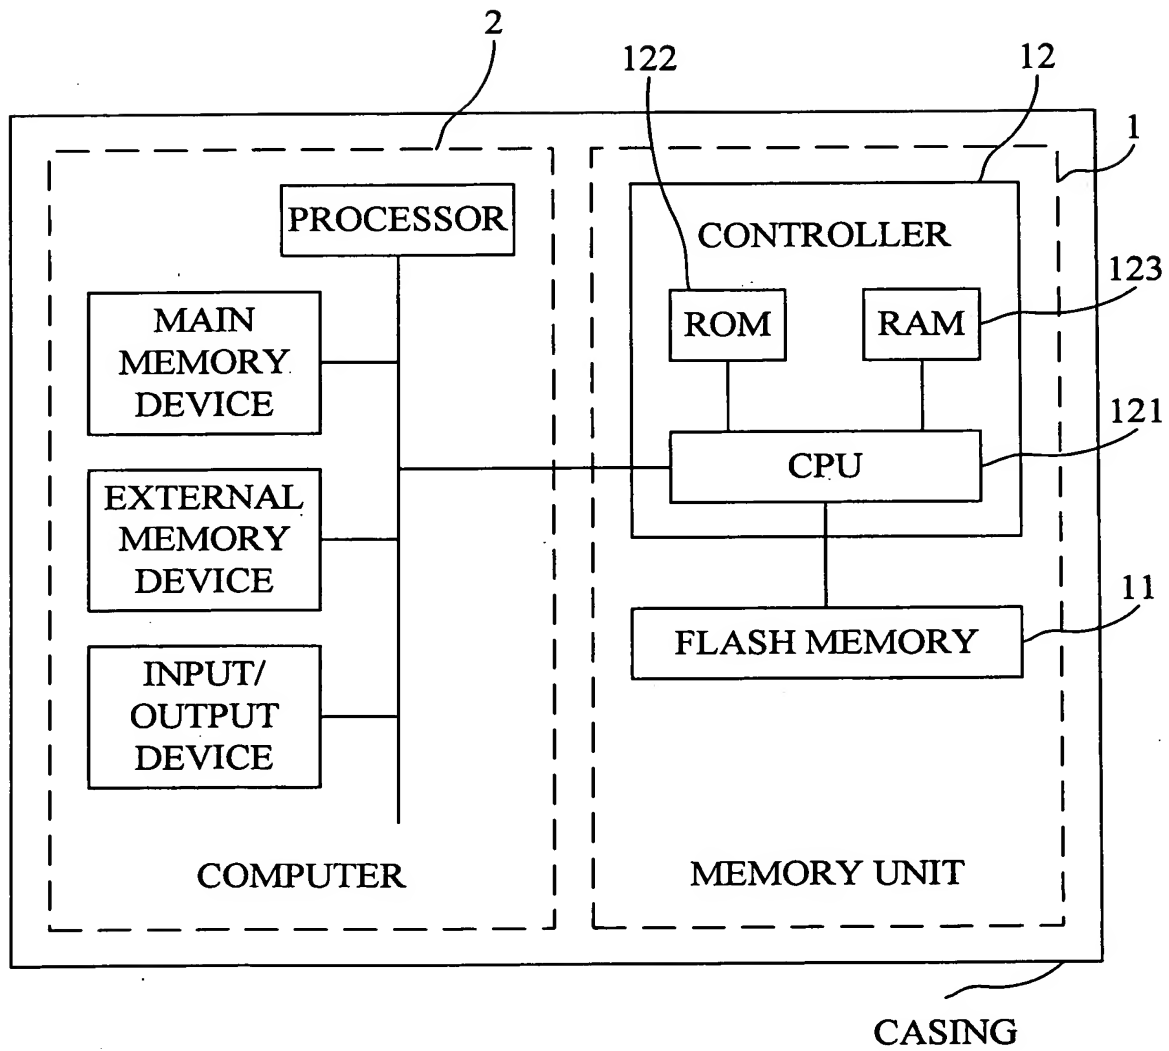 2
122
12
1
PROCESSOR
CONTROLLER
123
MAIN
MEMORY
DEVICE
ROM
RAM
121
CPU
EXTERNAL
MEMORY
DEVICE
11
FLASH MEMORY
INPUT/
OUTPUT
DEVICE
COMPUTER
MEMORY UNIT
CASING